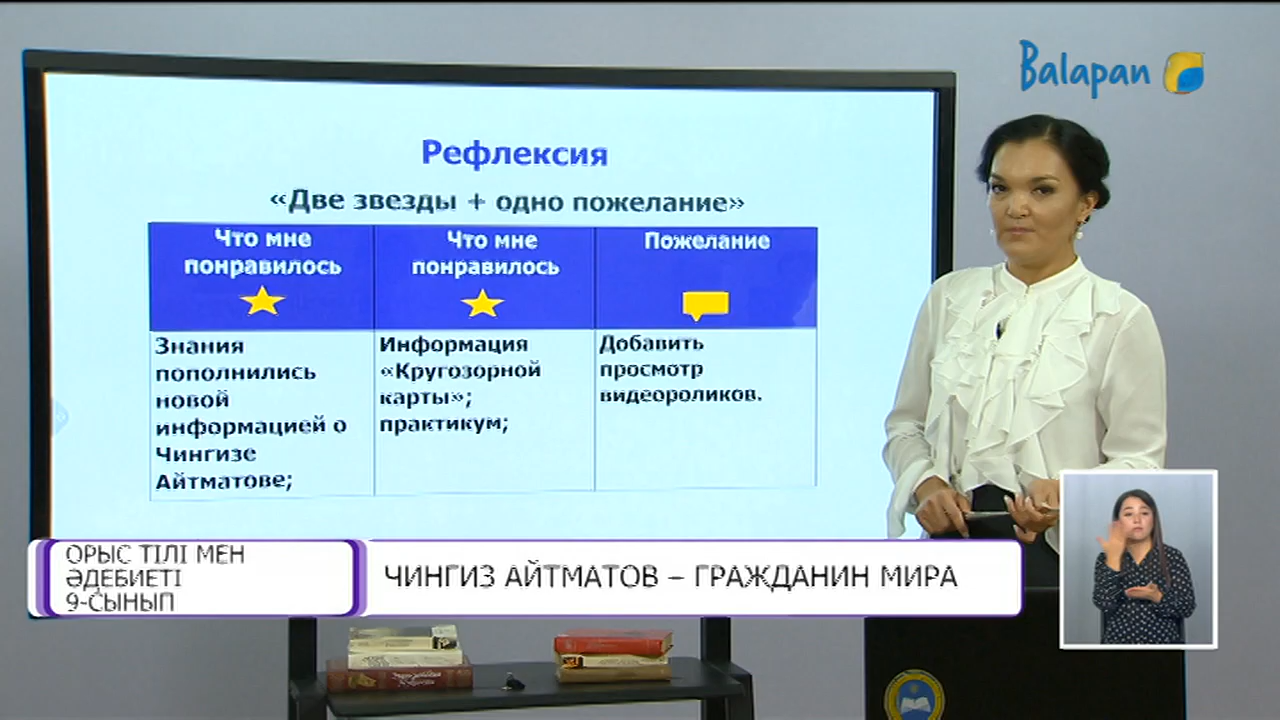 Balapan
Рефлексия
«Две звезды + одно пожелание»
Что мне
понравилось
Что мне
понравилось
Пожелание
Знания
пополнились
новой
информацией о
Чингизе
Айтматове;
Информация
«Кругозорной
карты»;
практикум;
Добавить
просмотр
видеороликов.
ОРЫС ТІЛІ МЕН
ӘДЕБИЕТІ
9-СЫНЫП
ЧИНГИЗ АЙТМАТОВ – ГРАЖДАНИН МИРА